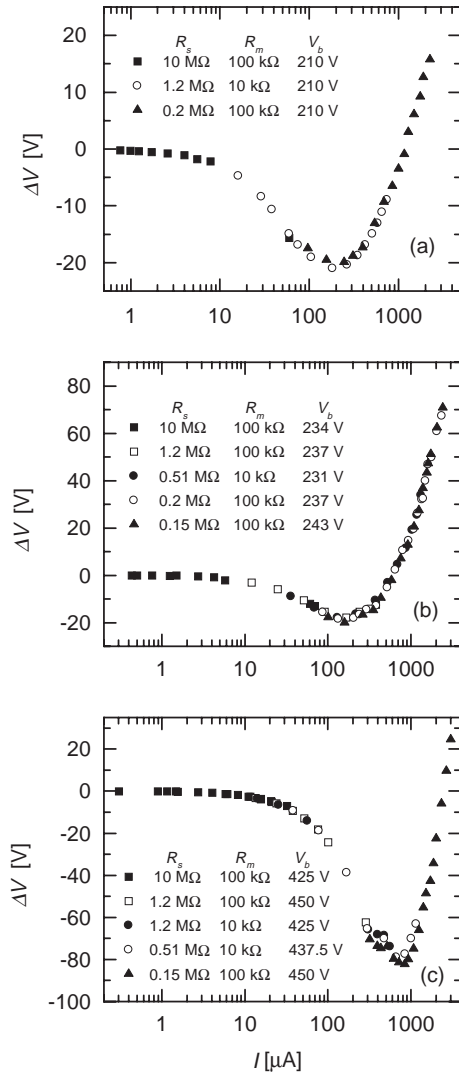 20
10
0
-10
-20
ΔV [V]
R_s R_m V_b
■ 10 MΩ 100 kΩ 210 V
○ 1.2 MΩ 10 kΩ 210 V
▲ 0.2 MΩ 100 kΩ 210 V
(a)
1 10 100 1000
80
60
40
20
0
-20
ΔV [V]
R_s R_m V_b
■ 10 MΩ 100 kΩ 234 V
□ 1.2 MΩ 100 kΩ 237 V
● 0.51 MΩ 10 kΩ 231 V
○ 0.2 MΩ 100 kΩ 237 V
▲ 0.15 MΩ 100 kΩ 243 V
(b)
1 10 100 1000
20
0
-20
-40
-60
-80
-100
ΔV [V]
R_s R_m V_b
■ 10 MΩ 100 kΩ 425 V
□ 1.2 MΩ 100 kΩ 450 V
● 1.2 MΩ 10 kΩ 425 V
○ 0.51 MΩ 10 kΩ 437.5 V
▲ 0.15 MΩ 100 kΩ 450 V
(c)
1 10 100 1000
I [μA]